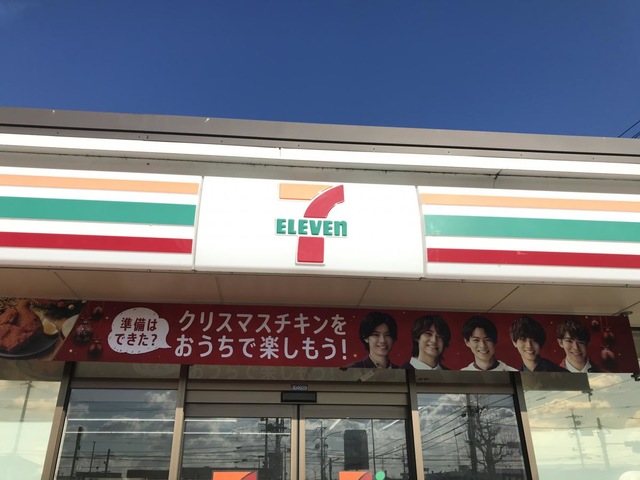 7
ELEVEn
準備は
できた?
クリスマスチキンを
おうちで楽しもう!